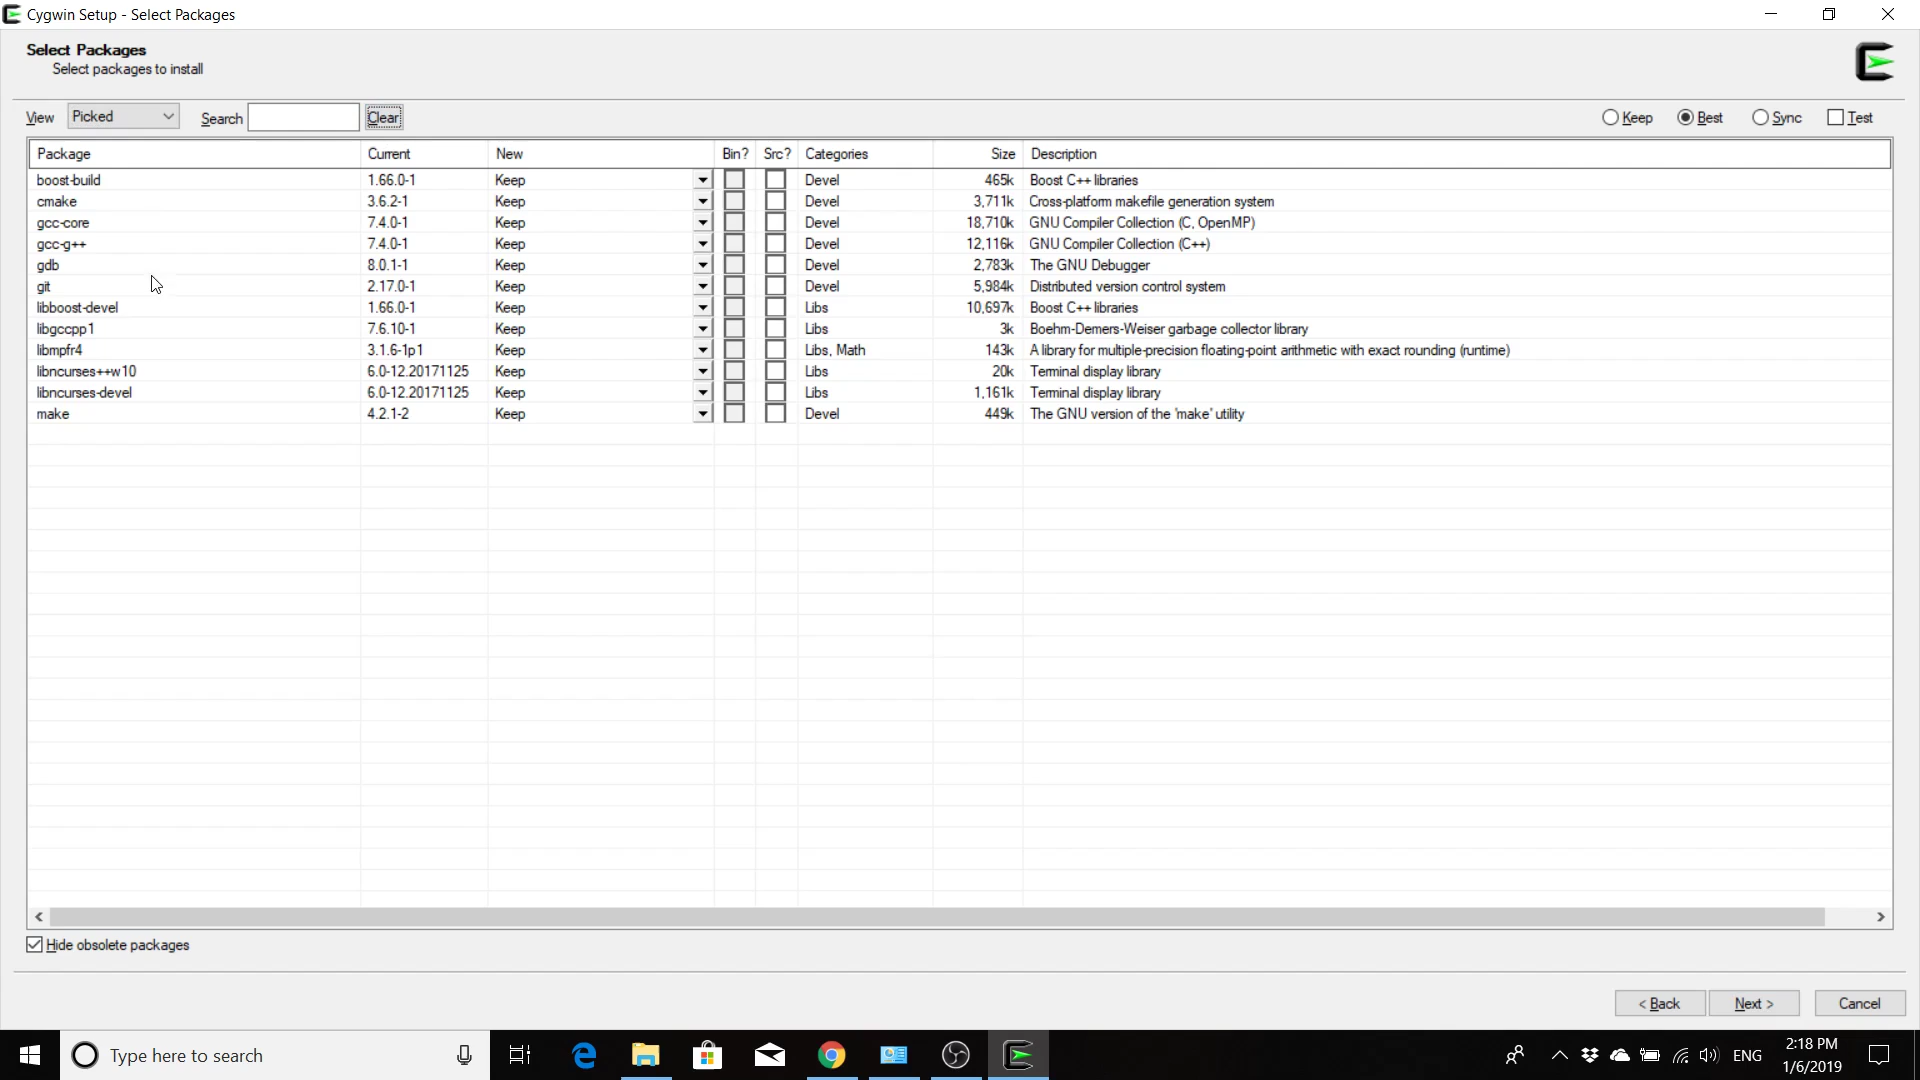 Cygwin Setup - Select Packages
Select Packages
Select packages to install
View Picked Search Clear Keep Best Sync Test
Package Current New Bin? Src? Categories Size Description
boost-build 1.66.0-1 Keep Devel 465k Boost C++ libraries
cmake 3.6.2-1 Keep Devel 3,711k Cross-platform makefile generation system
gcc-core 7.4.0-1 Keep Devel 18,710k GNU Compiler Collection (C, OpenMP)
gcc-g++ 7.4.0-1 Keep Devel 12,116k GNU Compiler Collection (C++)
gdb 8.0.1-1 Keep Devel 2,783k The GNU Debugger
git 2.17.0-1 Keep Devel 5,984k Distributed version control system
libboost-devel 1.66.0-1 Keep Libs 10,697k Boost C++ libraries
libgccpp1 7.6.10-1 Keep Libs 3k Boehm-Demers-Weiser garbage collector library
libmpfr4 3.1.6-1p1 Keep Libs, Math 143k A library for multiple-precision floating-point arithmetic with exact rounding (runtime)
libncurses++w10 6.0-12.20171125 Keep Libs 20k Terminal display library
libncurses-devel 6.0-12.20171125 Keep Libs 1,161k Terminal display library
make 4.2.1-2 Keep Devel 449k The GNU version of the 'make' utility
Hide obsolete packages
< Back Next > Cancel
Type here to search ENG 2:18 PM
1/6/2019